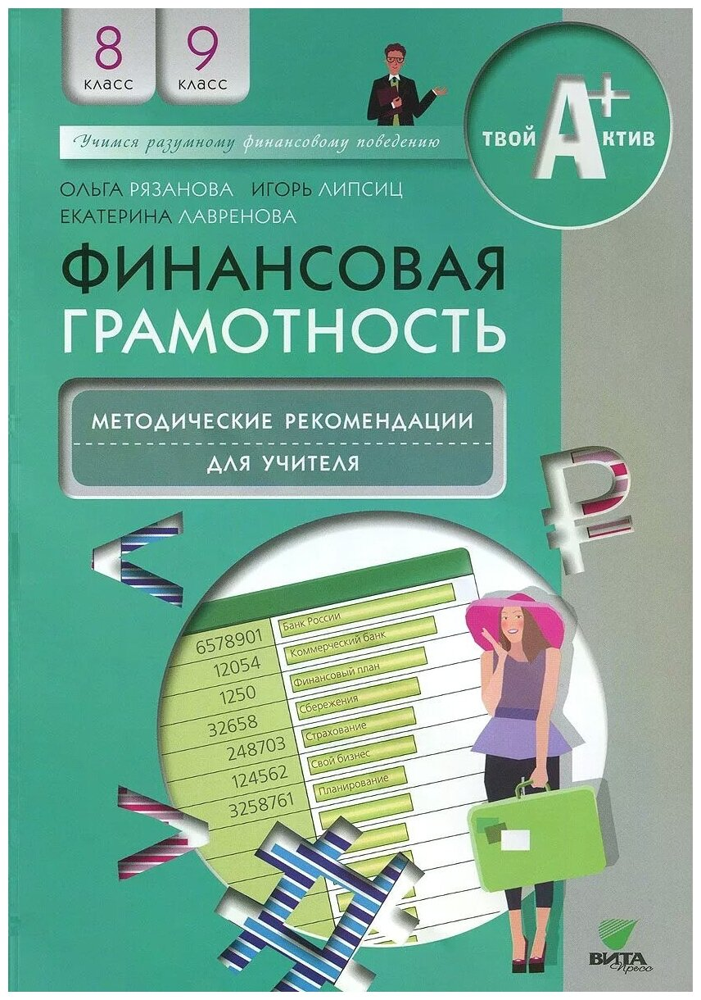 8 9
класс класс
Учимся разумному финансовому поведению
ТВОЙ А+КТИВ
ОЛЬГА РЯЗАНОВА ИГОРЬ ЛИПСИЦ
ЕКАТЕРИНА ЛАВРЕНОВА
ФИНАНСОВАЯ
ГРАМОТНОСТЬ
МЕТОДИЧЕСКИЕ РЕКОМЕНДАЦИИ
ДЛЯ УЧИТЕЛЯ
₽
6578901 Банк России
12054 Коммерческий банк
1250 Финансовый план
32658 Сбережения
248703 Страхование
124562 Свой бизнес
3258761 Планирование
ВИТА
Пресс